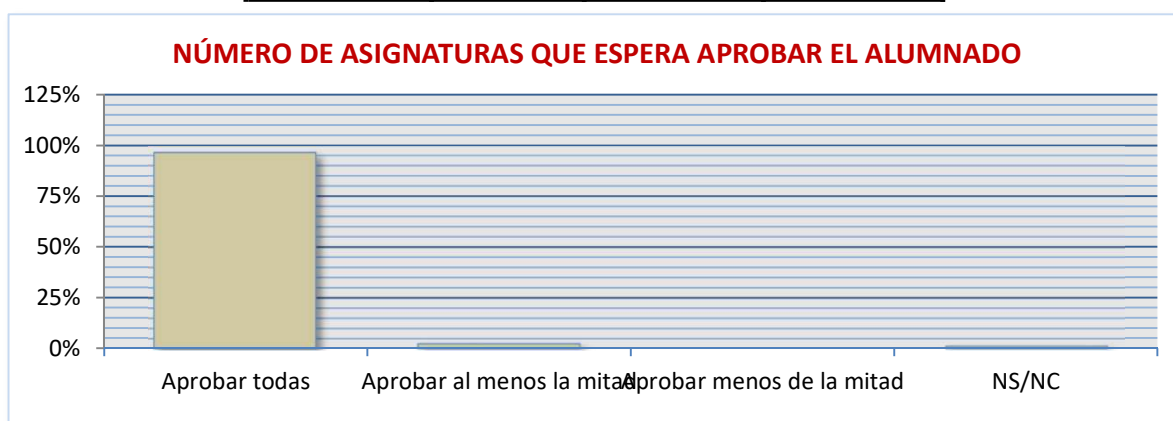 NÚMERO DE ASIGNATURAS QUE ESPERA APROBAR EL ALUMNADO
125%
100%
75%
50%
25%
0%
Aprobar todas
Aprobar al menos la mitad
Aprobar menos de la mitad
NS/NC